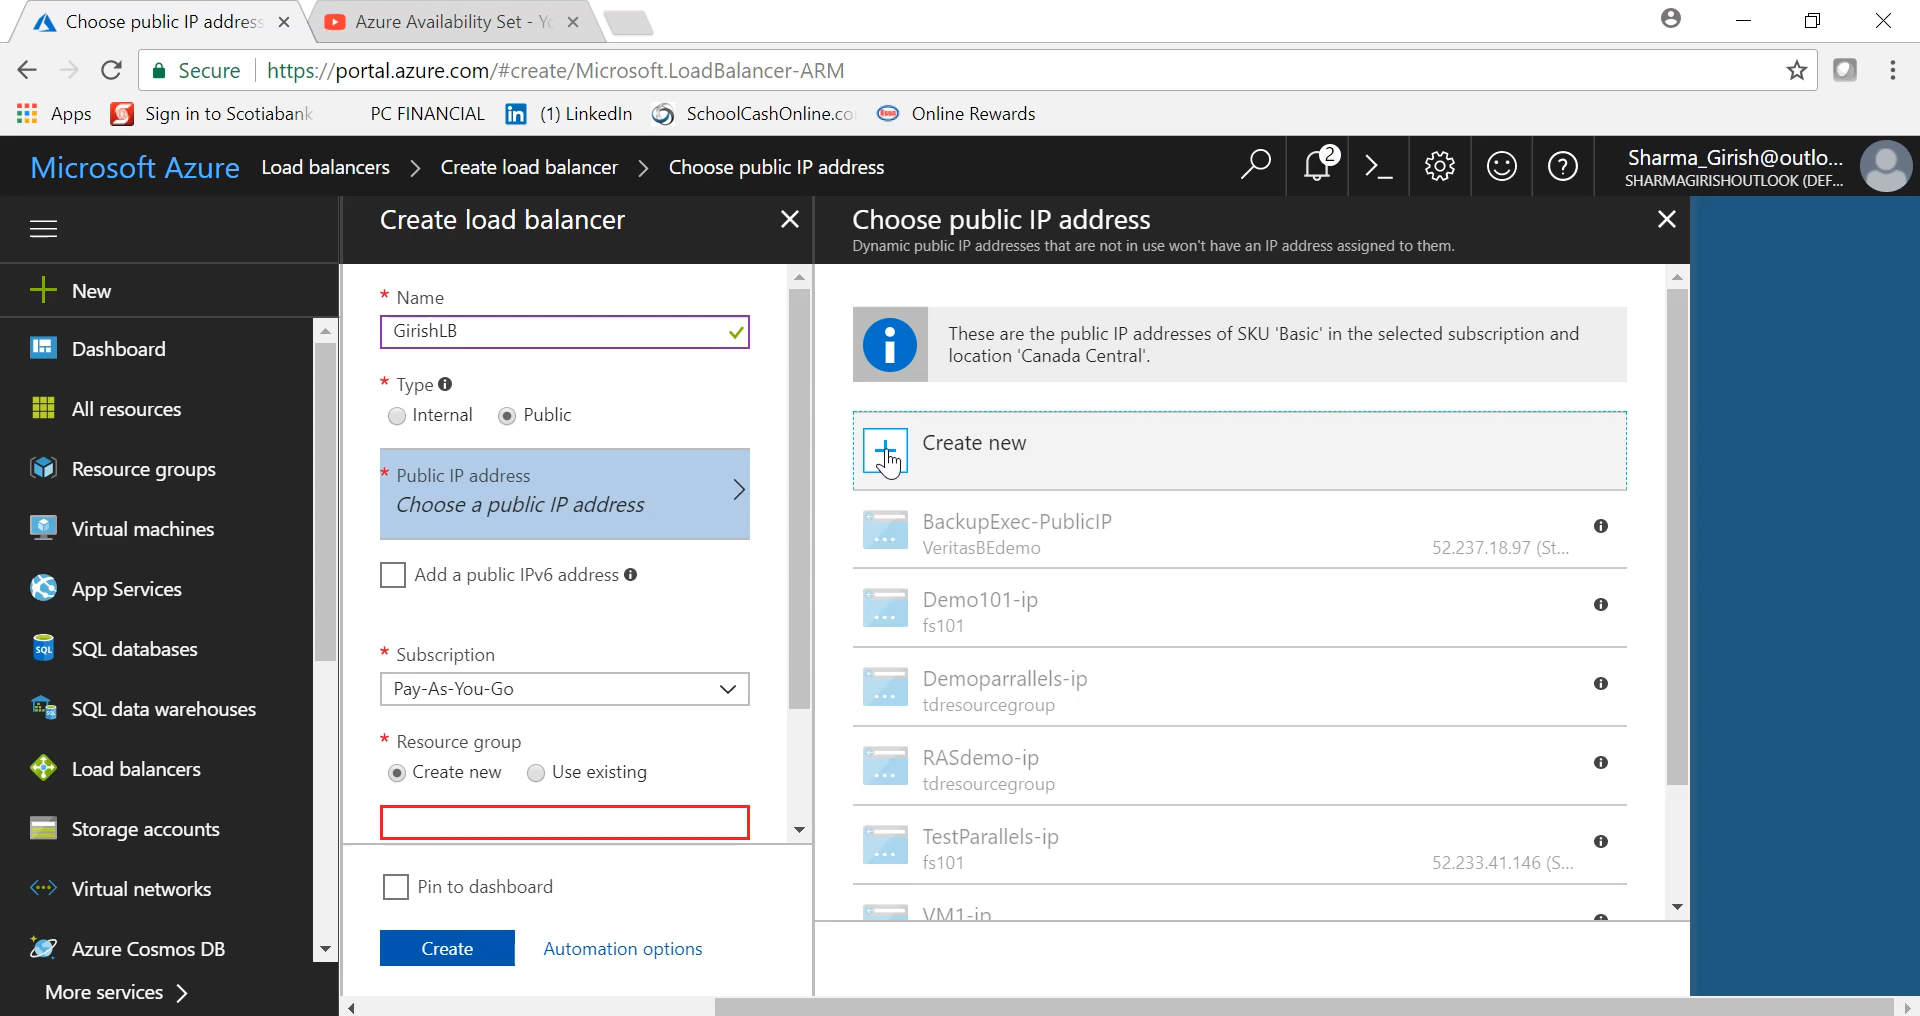 Choose public IP address
Azure Availability Set - Yo
Secure
https://portal.azure.com/#create/Microsoft.LoadBalancer-ARM
Apps
Sign in to Scotiabank
PC FINANCIAL
in
(1) LinkedIn
SchoolCashOnline.co
Esso
Online Rewards
Microsoft Azure
Load balancers
Create load balancer
Choose public IP address
2
Sharma_Girish@outlo...
SHARMAGIRISHOUTLOOK (DEF...
New
Dashboard
All resources
Resource groups
Virtual machines
App Services
SQL
SQL databases
SQL data warehouses
Load balancers
Storage accounts
Virtual networks
Azure Cosmos DB
More services
Create load balancer
* Name
GirishLB
* Type
Internal
Public
* Public IP address
Choose a public IP address
Add a public IPv6 address
* Subscription
Pay-As-You-Go
* Resource group
Create new
Use existing
Pin to dashboard
Create
Automation options
Choose public IP address
Dynamic public IP addresses that are not in use won't have an IP address assigned to them.
These are the public IP addresses of SKU 'Basic' in the selected subscription and
location 'Canada Central'.
Create new
BackupExec-PublicIP
VeritasBEdemo
52.237.18.97 (St...
Demo101-ip
fs101
Demoparrallels-ip
tdresourcegroup
RASdemo-ip
tdresourcegroup
TestParallels-ip
fs101
52.233.41.146 (S...
VM1-ip